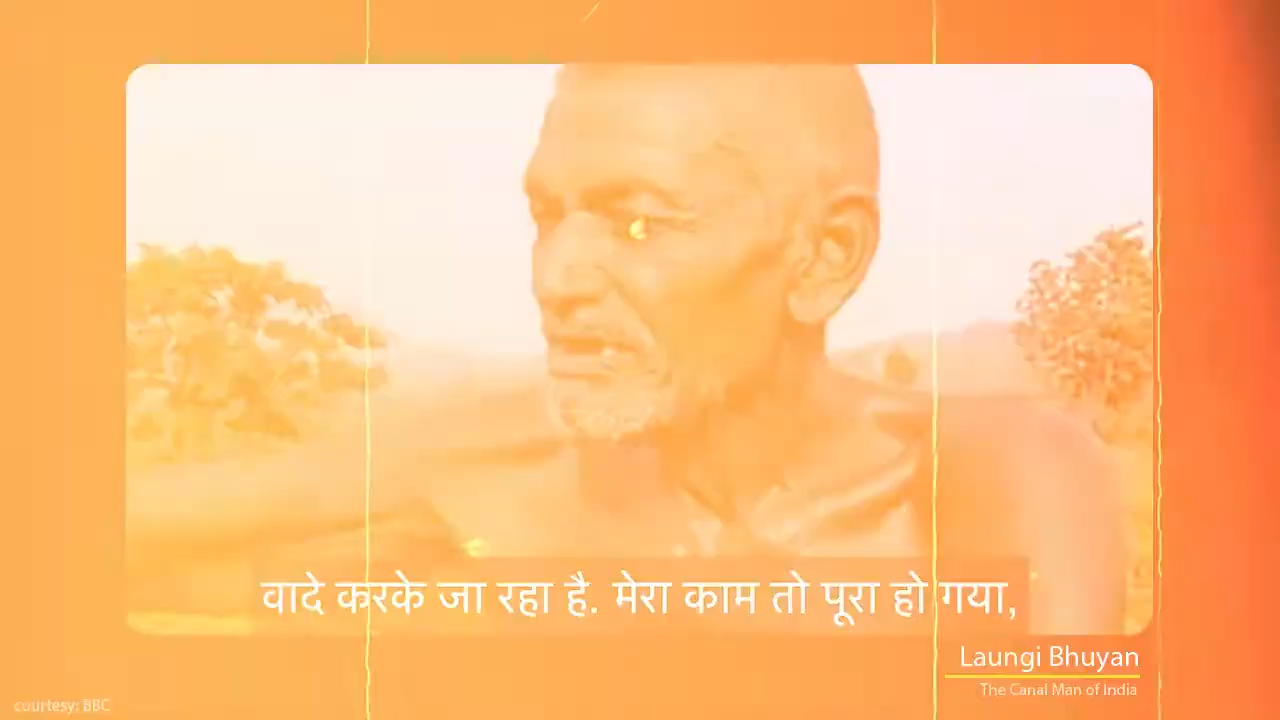 वादे करके जा रहा है. मेरा काम तो पूरा हो गया,
Laungi Bhuyan
The Canal Man of India
courtesy: BBC